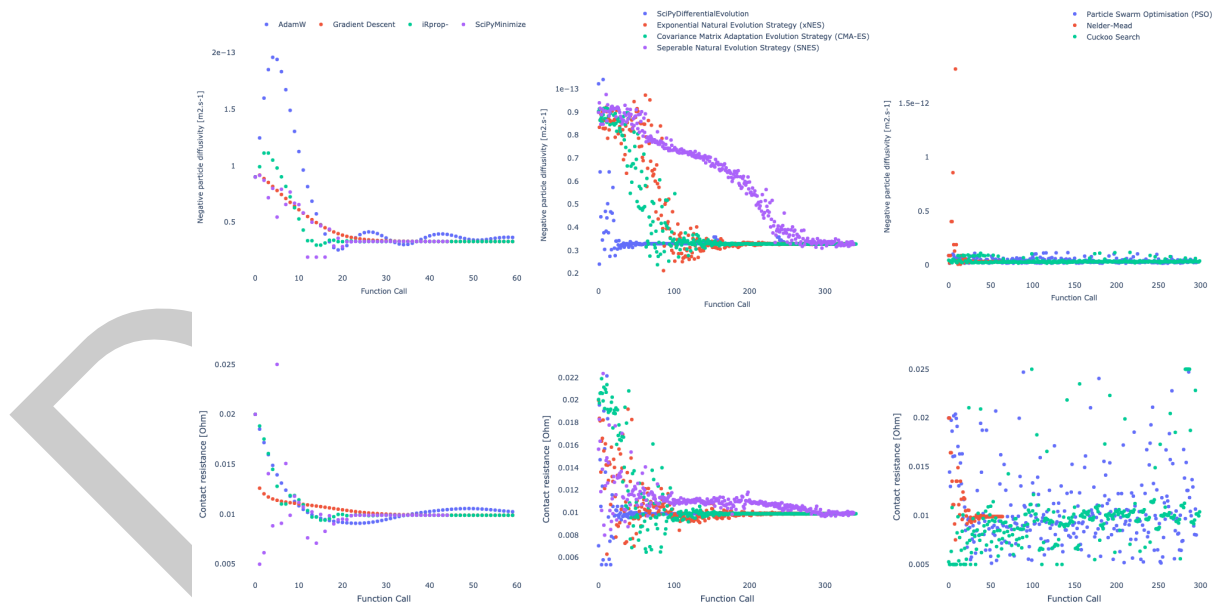 AdamW Gradient Descent iRprop- SciPyMinimize
2e−13
1.5
1
0.5
Negative particle diffusivity [m2.s-1]
0 10 20 30 40 50 60
Function Call
SciPyDifferentialEvolution
Exponential Natural Evolution Strategy (xNES)
Covariance Matrix Adaptation Evolution Strategy (CMA-ES)
Seperable Natural Evolution Strategy (SNES)
1e−13
0.9
0.8
0.7
0.6
0.5
0.4
0.3
0.2
Negative particle diffusivity [m2.s-1]
0 100 200 300
Function Call
Particle Swarm Optimisation (PSO)
Nelder-Mead
Cuckoo Search
1.5e−12
1
0.5
0
Negative particle diffusivity [m2.s-1]
0 50 100 150 200 250 300
Function Call
0.025
0.02
0.015
0.01
0.005
Contact resistance [Ohm]
0 10 20 30 40 50 60
Function Call
0.022
0.02
0.018
0.016
0.014
0.012
0.01
0.008
0.006
Contact resistance [Ohm]
0 100 200 300
Function Call
0.025
0.02
0.015
0.01
0.005
Contact resistance [Ohm]
0 50 100 150 200 250 300
Function Call